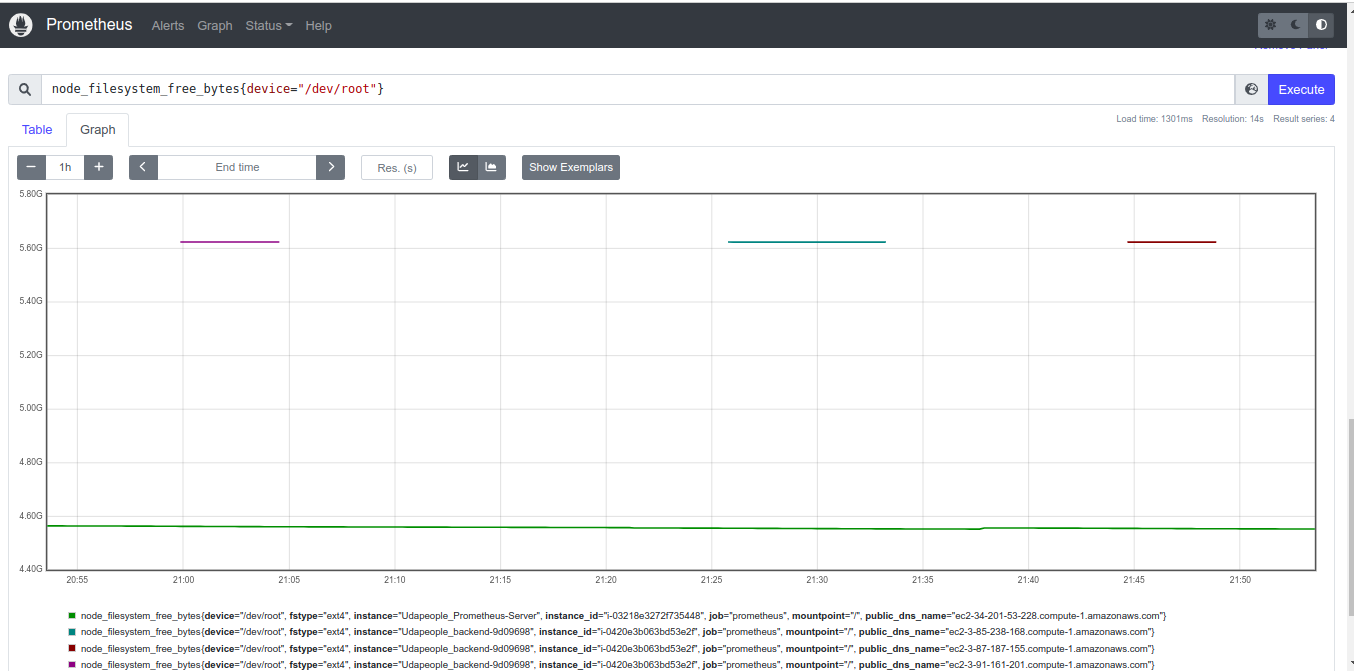 Prometheus Alerts Graph Status Help
node_filesystem_free_bytes{device="/dev/root"} Execute
Load time: 1301ms Resolution: 14s Result series: 4
Table Graph
− 1h + End time Res. (s) Show Exemplars
5.80G
5.60G
5.40G
5.20G
5.00G
4.80G
4.60G
4.40G
20:55 21:00 21:05 21:10 21:15 21:20 21:25 21:30 21:35 21:40 21:45 21:50
node_filesystem_free_bytes{device="/dev/root", fstype="ext4", instance="Udapeople_Prometheus-Server", instance_id="i-03218e3272f735448", job="prometheus", mountpoint="/", public_dns_name="ec2-34-201-53-228.compute-1.amazonaws.com"}
node_filesystem_free_bytes{device="/dev/root", fstype="ext4", instance="Udapeople_backend-9d09698", instance_id="i-0420e3b063bd53e2f", job="prometheus", mountpoint="/", public_dns_name="ec2-3-85-238-168.compute-1.amazonaws.com"}
node_filesystem_free_bytes{device="/dev/root", fstype="ext4", instance="Udapeople_backend-9d09698", instance_id="i-0420e3b063bd53e2f", job="prometheus", mountpoint="/", public_dns_name="ec2-3-87-187-155.compute-1.amazonaws.com"}
node_filesystem_free_bytes{device="/dev/root", fstype="ext4", instance="Udapeople_backend-9d09698", instance_id="i-0420e3b063bd53e2f", job="prometheus", mountpoint="/", public_dns_name="ec2-3-91-161-201.compute-1.amazonaws.com"}